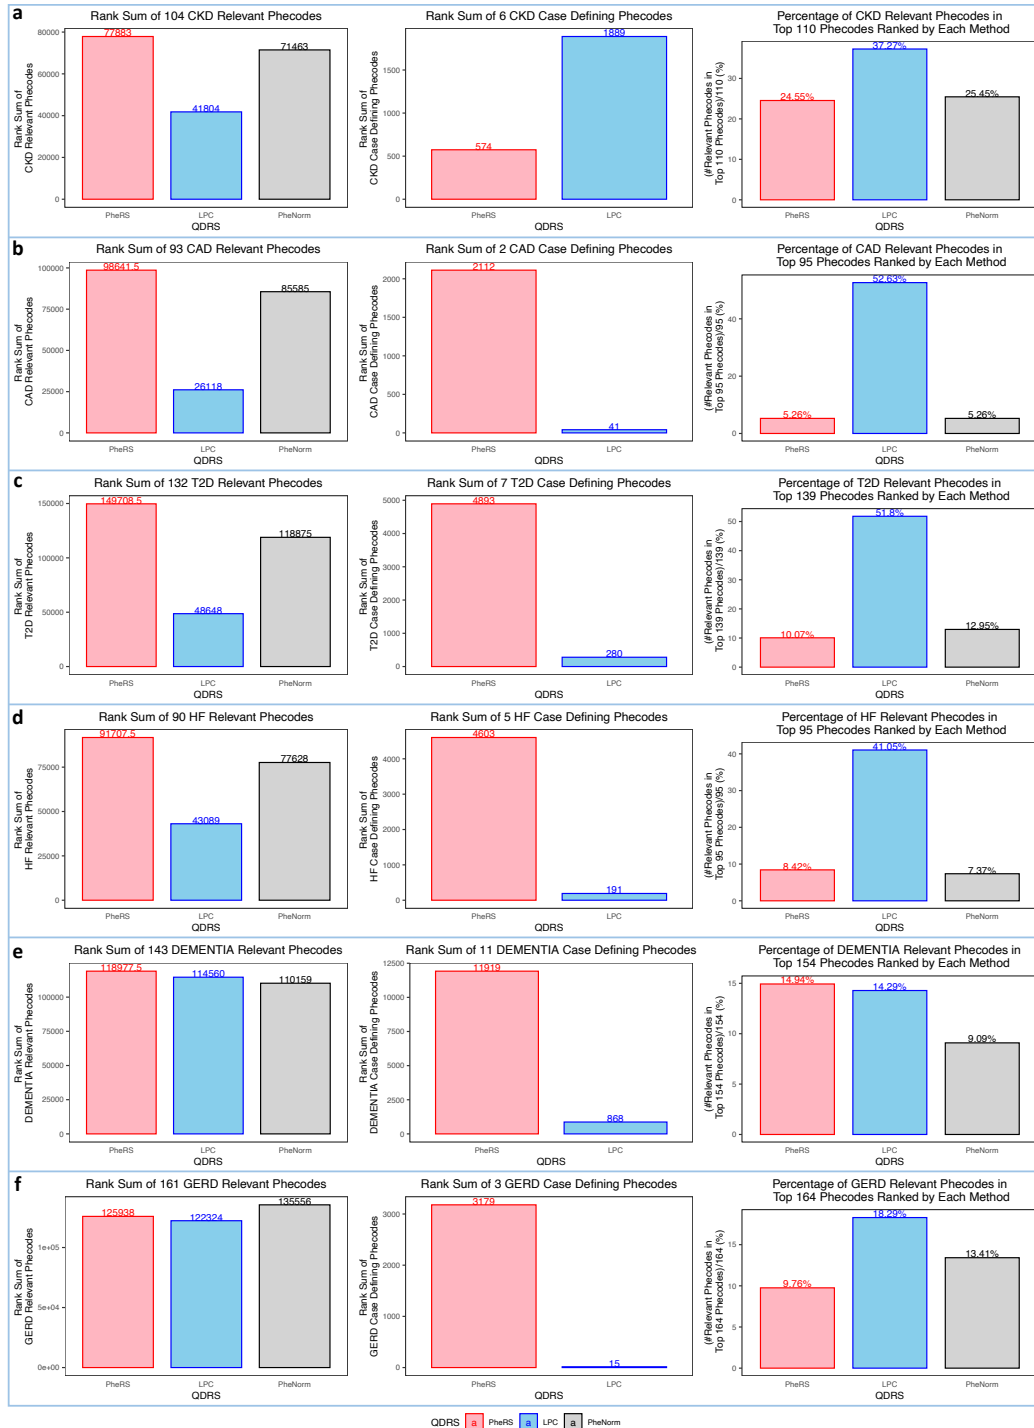 a
Rank Sum of 104 CKD Relevant Phecodes
Rank Sum of
CKD Relevant Phecodes
80000
60000
40000
20000
0
77883
41804
71463
PheRS
LPC
PheNorm
QDRS
Rank Sum of 6 CKD Case Defining Phecodes
Rank Sum of
CKD Case Defining Phecodes
1500
1000
500
0
574
1889
PheRS
LPC
QDRS
Percentage of CKD Relevant Phecodes in
Top 110 Phecodes Ranked by Each Method
(#Relevant Phecodes in
Top 110 Phecodes)/110 (%)
30
20
10
0
24.55%
37.27%
25.45%
PheRS
LPC
PheNorm
QDRS
b
Rank Sum of 93 CAD Relevant Phecodes
Rank Sum of
CAD Relevant Phecodes
100000
75000
50000
25000
0
98641.5
26118
85585
PheRS
LPC
PheNorm
QDRS
Rank Sum of 2 CAD Case Defining Phecodes
Rank Sum of
CAD Case Defining Phecodes
2000
1500
1000
500
0
2112
41
PheRS
LPC
QDRS
Percentage of CAD Relevant Phecodes in
Top 95 Phecodes Ranked by Each Method
(#Relevant Phecodes in
Top 95 Phecodes)/95 (%)
40
20
0
5.26%
52.63%
5.26%
PheRS
LPC
PheNorm
QDRS
c
Rank Sum of 132 T2D Relevant Phecodes
Rank Sum of
T2D Relevant Phecodes
150000
100000
50000
0
149708.5
48648
118875
PheRS
LPC
PheNorm
QDRS
Rank Sum of 7 T2D Case Defining Phecodes
Rank Sum of
T2D Case Defining Phecodes
5000
4000
3000
2000
1000
0
4893
280
PheRS
LPC
QDRS
Percentage of T2D Relevant Phecodes in
Top 139 Phecodes Ranked by Each Method
(#Relevant Phecodes in
Top 139 Phecodes)/139 (%)
50
40
30
20
10
0
10.07%
51.8%
12.95%
PheRS
LPC
PheNorm
QDRS
d
Rank Sum of 90 HF Relevant Phecodes
Rank Sum of
HF Relevant Phecodes
75000
50000
25000
0
91707.5
43089
77628
PheRS
LPC
PheNorm
QDRS
Rank Sum of 5 HF Case Defining Phecodes
Rank Sum of
HF Case Defining Phecodes
4000
3000
2000
1000
0
4603
191
PheRS
LPC
QDRS
Percentage of HF Relevant Phecodes in
Top 95 Phecodes Ranked by Each Method
(#Relevant Phecodes in
Top 95 Phecodes)/95 (%)
40
30
20
10
0
8.42%
41.05%
7.37%
PheRS
LPC
PheNorm
QDRS
e
Rank Sum of 143 DEMENTIA Relevant Phecodes
Rank Sum of
DEMENTIA Relevant Phecodes
100000
75000
50000
25000
0
118977.5
114560
110159
PheRS
LPC
PheNorm
QDRS
Rank Sum of 11 DEMENTIA Case Defining Phecodes
Rank Sum of
DEMENTIA Case Defining Phecodes
12500
10000
7500
5000
2500
0
11919
868
PheRS
LPC
QDRS
Percentage of DEMENTIA Relevant Phecodes in
Top 154 Phecodes Ranked by Each Method
(#Relevant Phecodes in
Top 154 Phecodes)/154 (%)
15
10
5
0
14.94%
14.29%
9.09%
PheRS
LPC
PheNorm
QDRS
f
Rank Sum of 161 GERD Relevant Phecodes
Rank Sum of
GERD Relevant Phecodes
1e+05
5e+04
0e+00
125938
122324
135556
PheRS
LPC
PheNorm
QDRS
Rank Sum of 3 GERD Case Defining Phecodes
Rank Sum of
GERD Case Defining Phecodes
3000
2000
1000
0
3179
15
PheRS
LPC
QDRS
Percentage of GERD Relevant Phecodes in
Top 164 Phecodes Ranked by Each Method
(#Relevant Phecodes in
Top 164 Phecodes)/164 (%)
15
10
5
0
9.76%
18.29%
13.41%
PheRS
LPC
PheNorm
QDRS
QDRS a PheRS a LPC a PheNorm